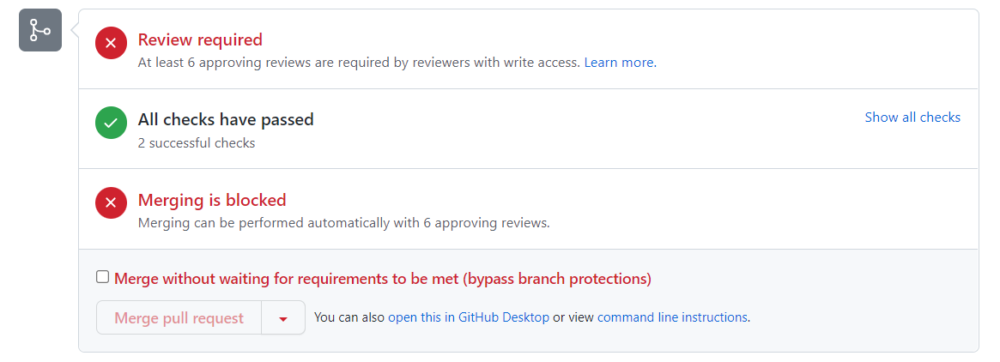 Review required
At least 6 approving reviews are required by reviewers with write access. Learn more.
All checks have passed
Show all checks
2 successful checks
Merging is blocked
Merging can be performed automatically with 6 approving reviews.
Merge without waiting for requirements to be met (bypass branch protections)
Merge pull request
You can also open this in GitHub Desktop or view command line instructions.